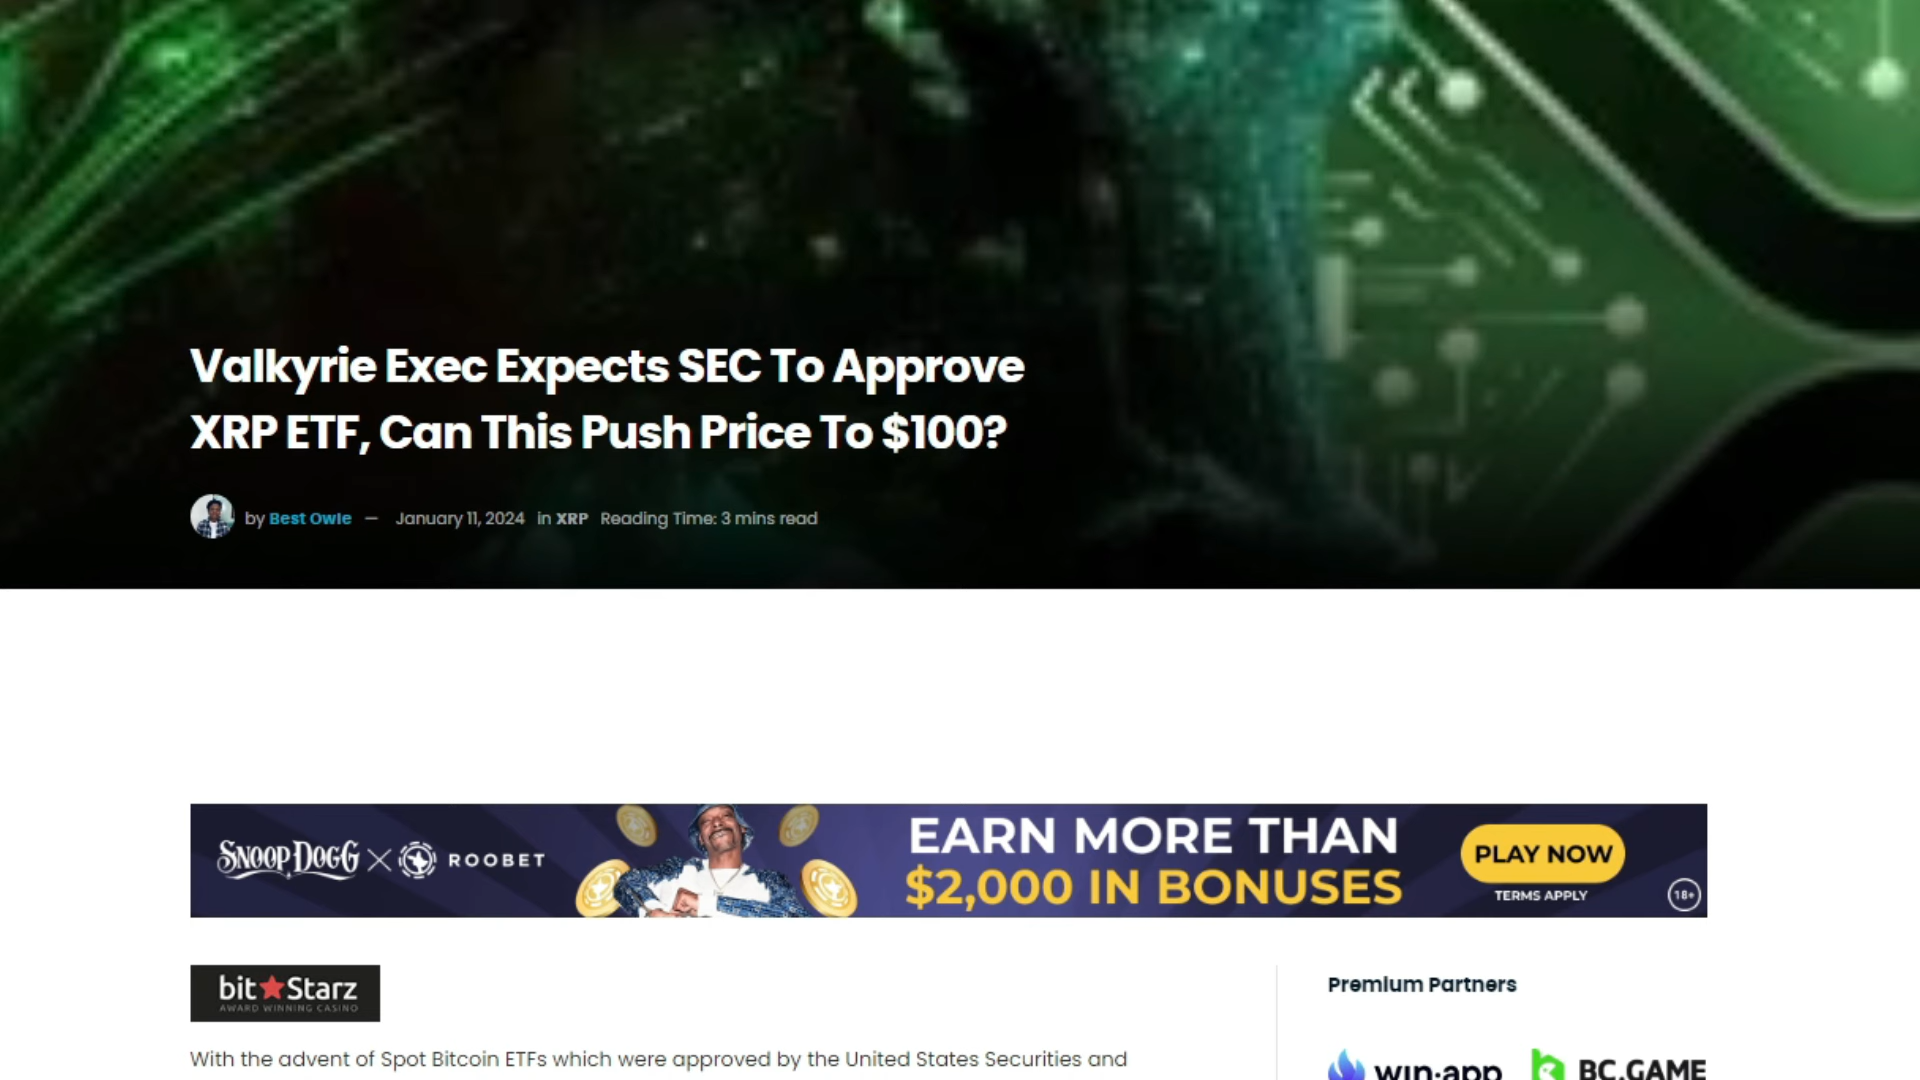 Valkyrie Exec Expects SEC To Approve
XRP ETF, Can This Push Price To $100?
by Best Owie — January 11, 2024 in XRP Reading Time: 3 mins read
SNOOP DOGG X ROOBET
EARN MORE THAN
$2,000 IN BONUSES
PLAY NOW
TERMS APPLY
18+
bit Starz
AWARD WINNING CASINO
Premium Partners
With the advent of Spot Bitcoin ETFs which were approved by the United States Securities and
win·app
BC.GAME